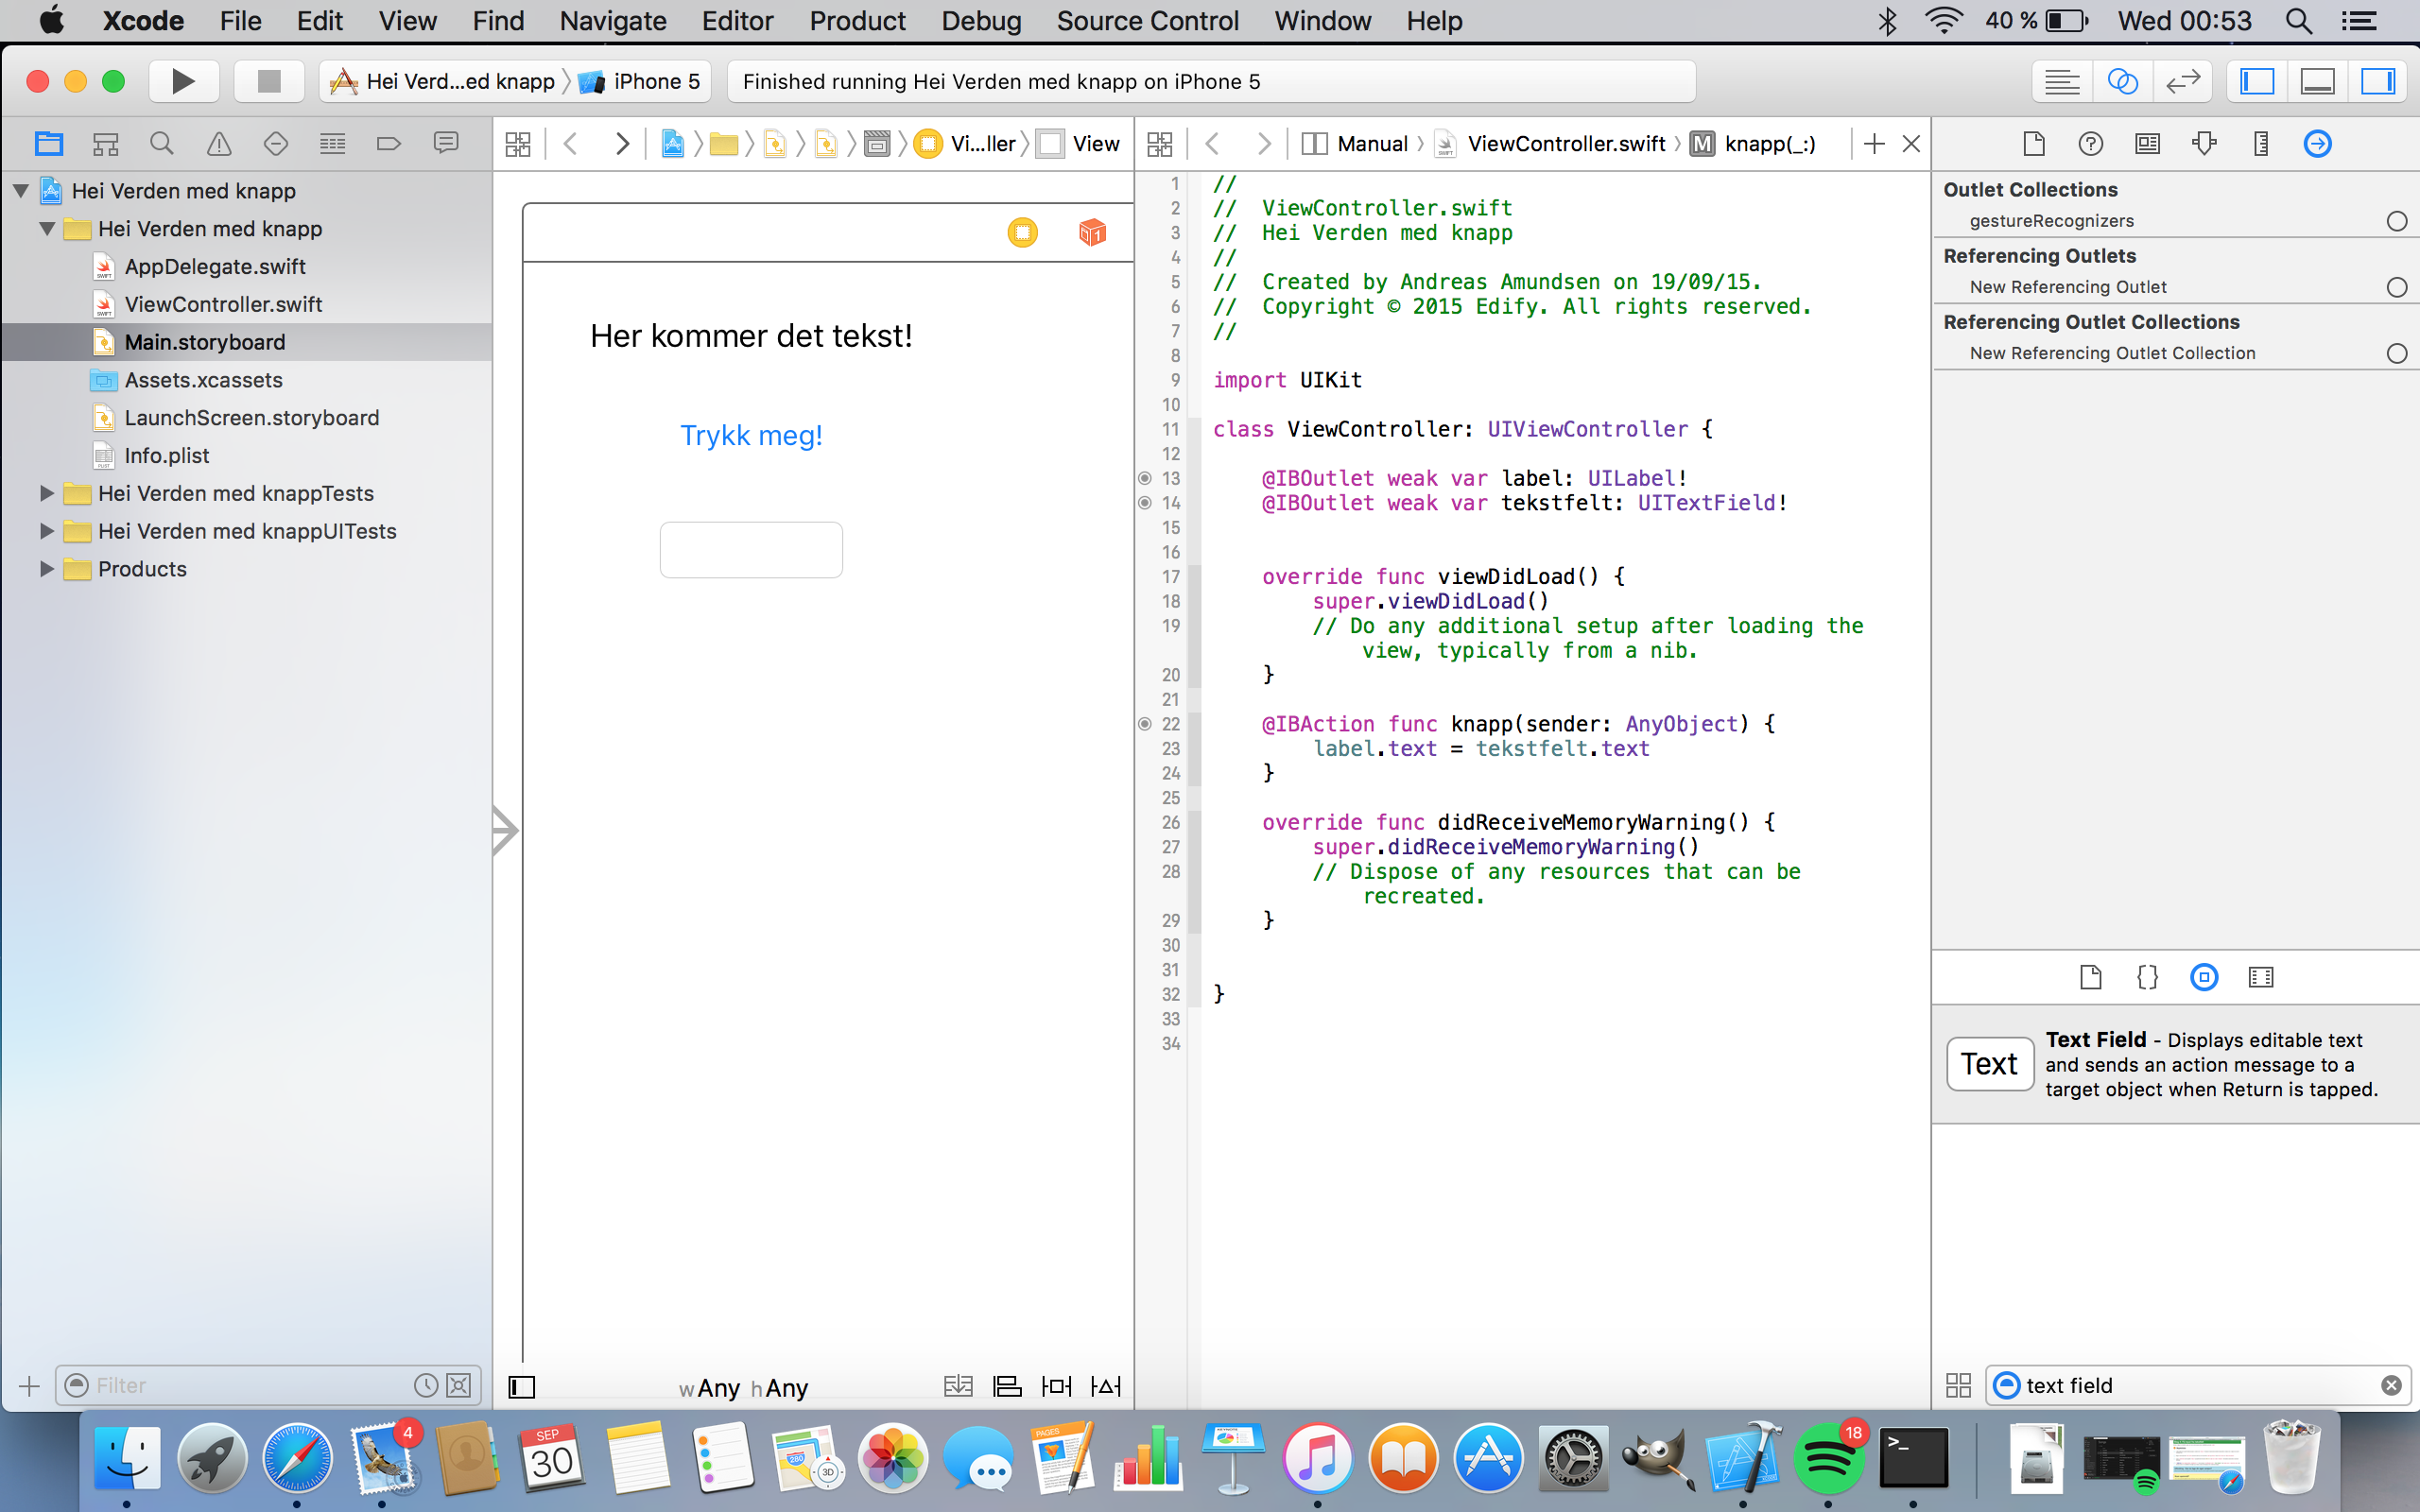 Xcode File Edit View Find Navigate Editor Product Debug Source Control Window Help 40 % Wed 00:53
Hei Verd...ed knapp iPhone 5 Finished running Hei Verden med knapp on iPhone 5
Vi...ller View
Manual ViewController.swift M knapp(_:)
Hei Verden med knapp
Hei Verden med knapp
AppDelegate.swift
ViewController.swift
Main.storyboard
Assets.xcassets
LaunchScreen.storyboard
Info.plist
Hei Verden med knappTests
Hei Verden med knappUITests
Products
Filter
Her kommer det tekst!
Trykk meg!
wAny hAny
1 //
2 // ViewController.swift
3 // Hei Verden med knapp
4 //
5 // Created by Andreas Amundsen on 19/09/15.
6 // Copyright © 2015 Edify. All rights reserved.
7 //
8
9 import UIKit
10
11 class ViewController: UIViewController {
12
13 @IBOutlet weak var label: UILabel!
14 @IBOutlet weak var tekstfelt: UITextField!
15
16
17 override func viewDidLoad() {
18 super.viewDidLoad()
19 // Do any additional setup after loading the
view, typically from a nib.
20 }
21
22 @IBAction func knapp(sender: AnyObject) {
23 label.text = tekstfelt.text
24 }
25
26 override func didReceiveMemoryWarning() {
27 super.didReceiveMemoryWarning()
28 // Dispose of any resources that can be
recreated.
29 }
30
31
32 }
33
34
Outlet Collections
gestureRecognizers
Referencing Outlets
New Referencing Outlet
Referencing Outlet Collections
New Referencing Outlet Collection
Text
Text Field - Displays editable text
and sends an action message to a
target object when Return is tapped.
text field
4
SEP
30
280
3D
PAGES
18
>_